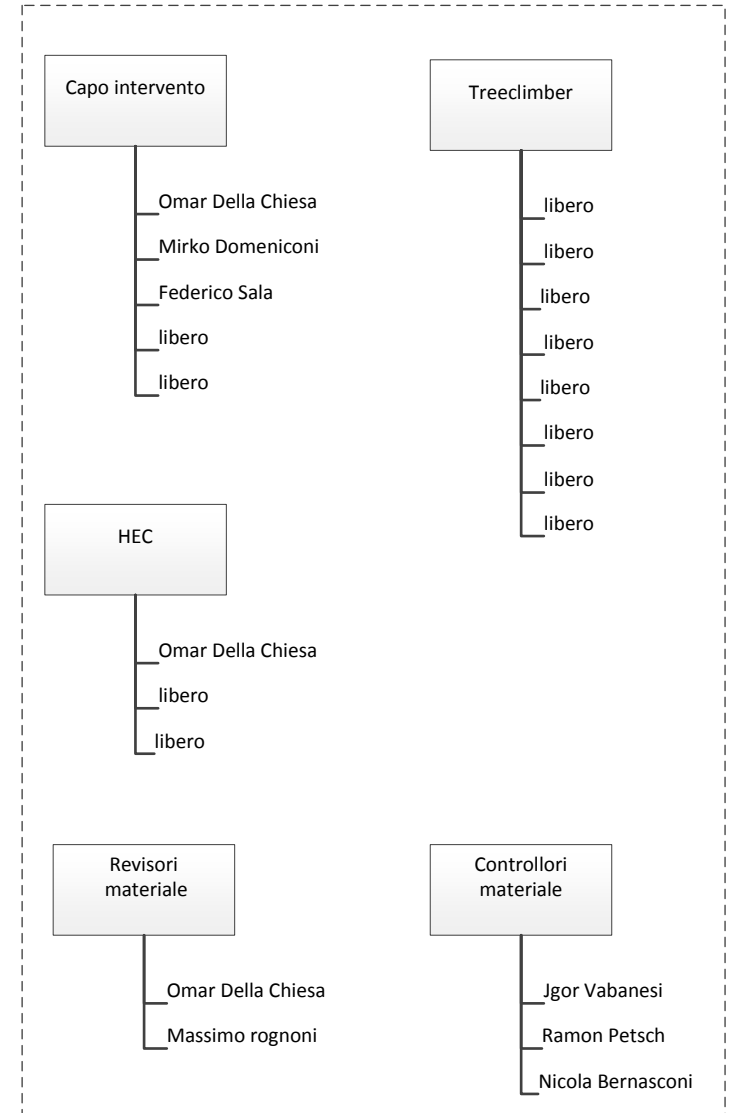 Capo intervento
Omar Della Chiesa
Mirko Domeniconi
Federico Sala
libero
libero
Treeclimber
libero
libero
libero
libero
libero
libero
libero
libero
HEC
Omar Della Chiesa
libero
libero
Revisori
materiale
Omar Della Chiesa
Massimo rognoni
Controllori
materiale
Jgor Vabanesi
Ramon Petsch
Nicola Bernasconi